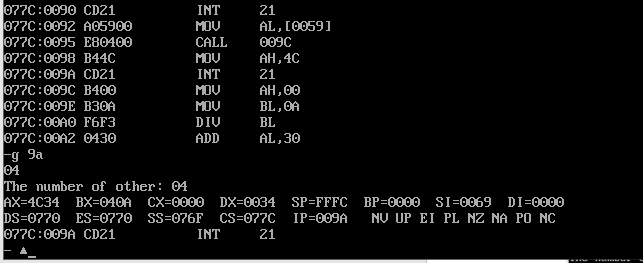 077C:0090 CD21 INT 21
077C:0092 A05900 MOV AL,[0059]
077C:0095 E80400 CALL 009C
077C:0098 B44C MOV AH,4C
077C:009A CD21 INT 21
077C:009C B400 MOV AH,00
077C:009E B30A MOV BL,0A
077C:00A0 F6F3 DIV BL
077C:00A2 0430 ADD AL,30
-g 9a
04
The number of other: 04
AX=4C34 BX=040A CX=0000 DX=0034 SP=FFFC BP=0000 SI=0069 DI=0000
DS=0770 ES=0770 SS=076F CS=077C IP=009A NV UP EI PL NZ NA PO NC
077C:009A CD21 INT 21
- ▲_